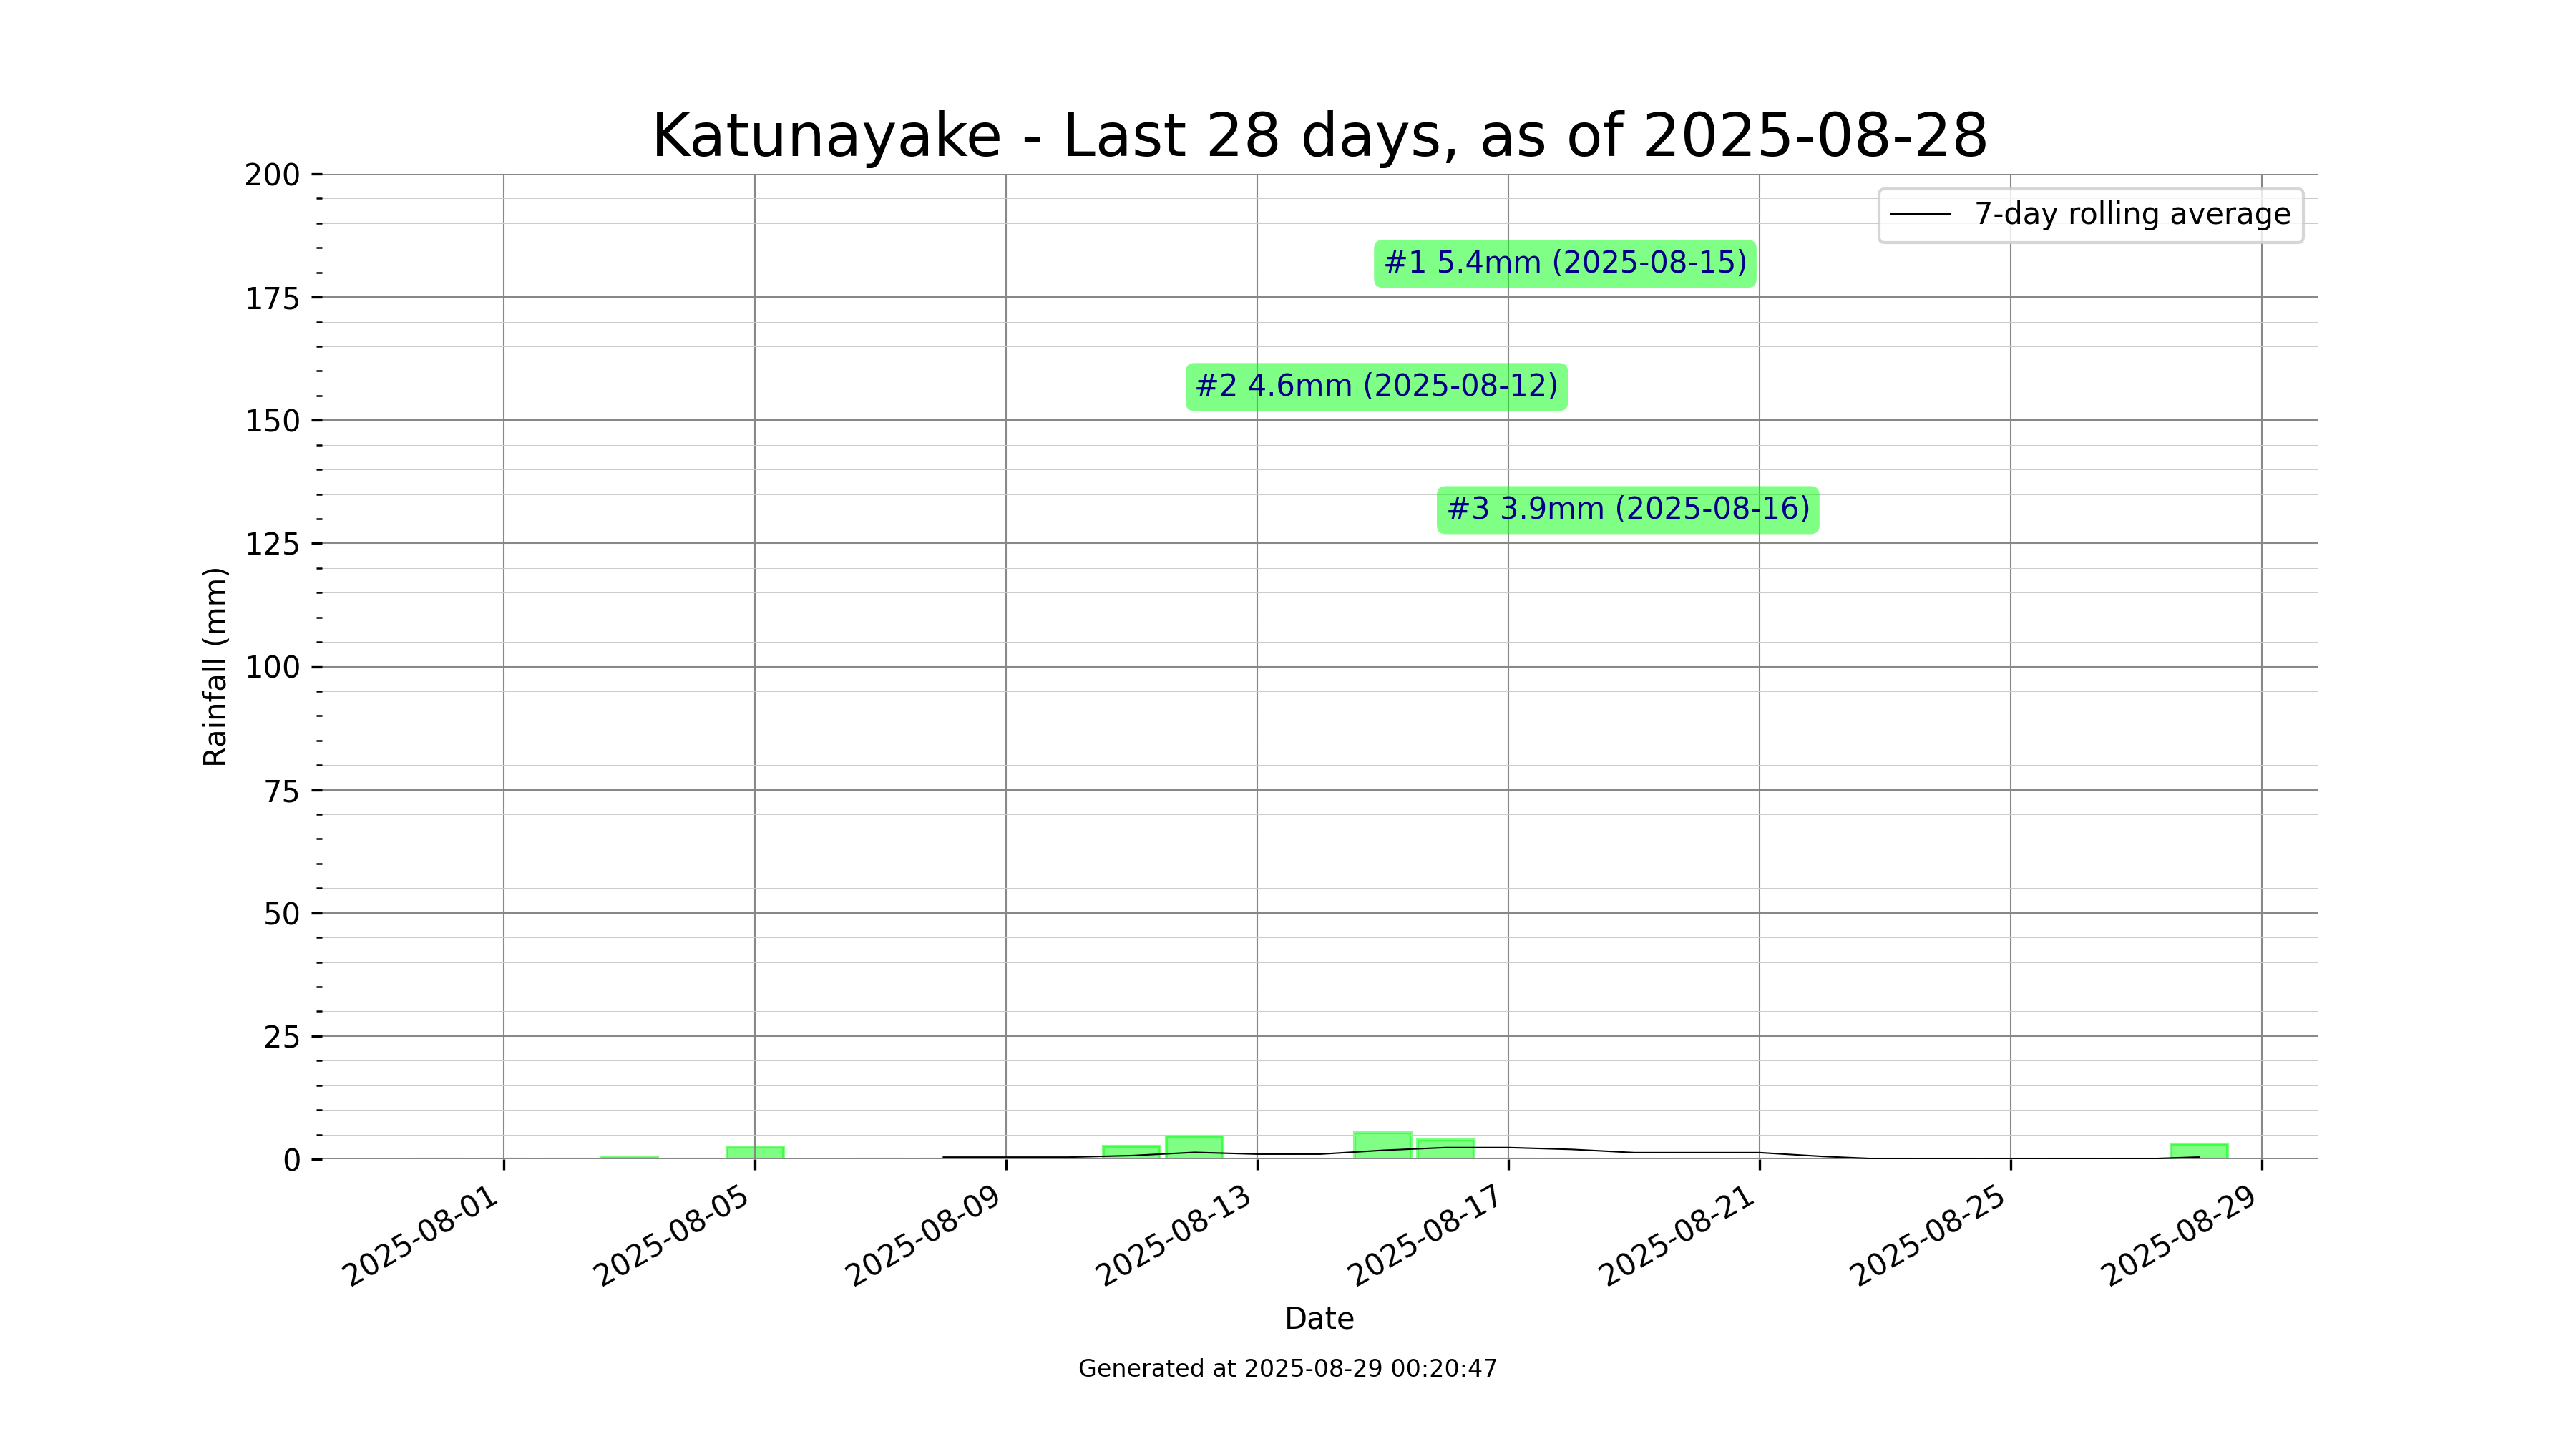 Katunayake - Last 28 days, as of 2025-08-28
200
175
150
125
100
75
50
25
0
Rainfall (mm)
7-day rolling average
#1 5.4mm (2025-08-15)
#2 4.6mm (2025-08-12)
#3 3.9mm (2025-08-16)
2025-08-01
2025-08-05
2025-08-09
2025-08-13
2025-08-17
2025-08-21
2025-08-25
2025-08-29
Date
Generated at 2025-08-29 00:20:47